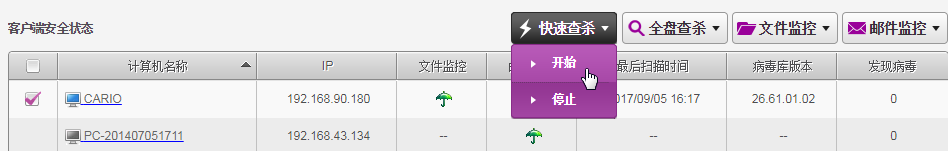 客户端安全状态 快速查杀 全盘查杀 文件监控 邮件监控
开始
停止
计算机名称 IP 文件监控 最后扫描时间 病毒库版本 发现病毒
CARIO 192.168.90.180 2017/09/05 16:17 26.61.01.02 0
PC-201407051711 192.168.43.134 -- -- -- 0